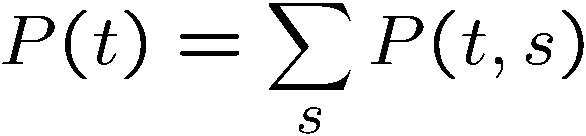 P(t) = ∑_s P(t, s)